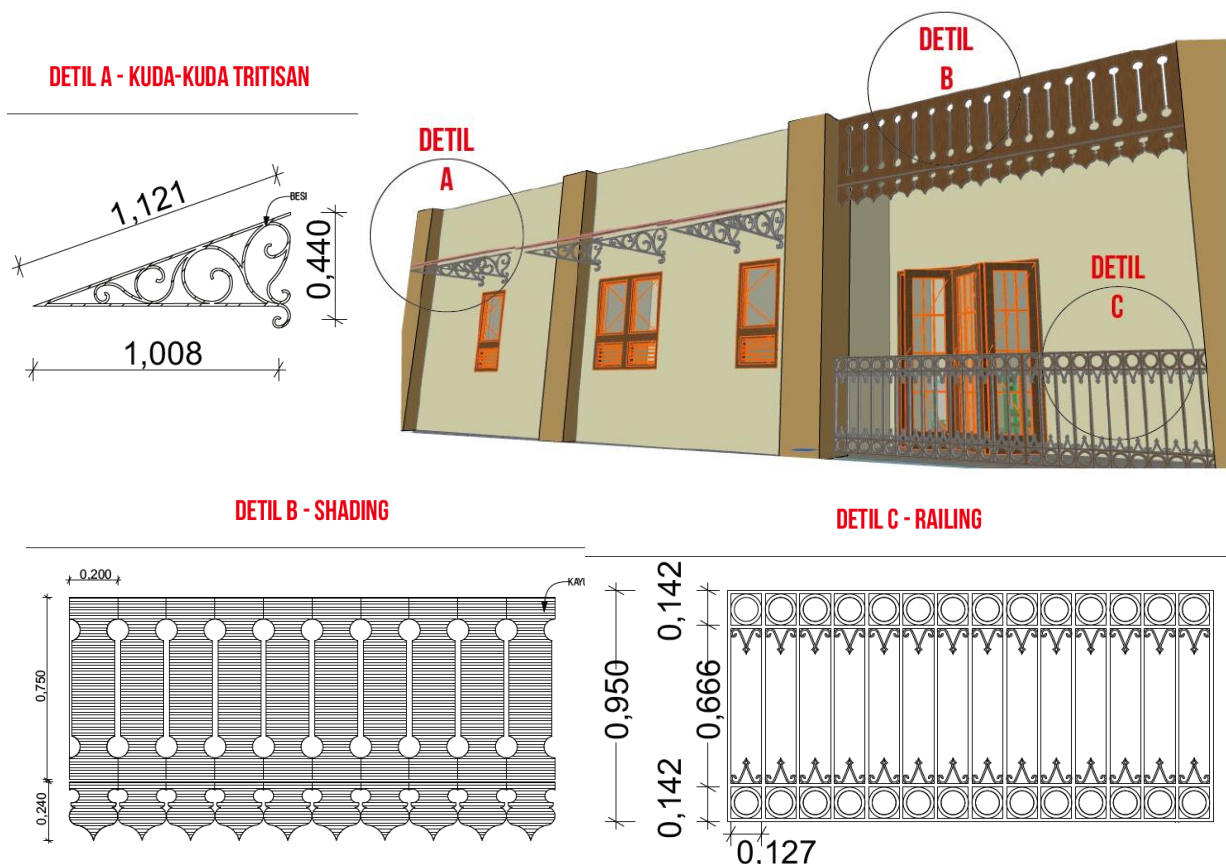 DETIL A - KUDA-KUDA TRITISAN
1,121
BESI
0,440
1,008
DETIL
A
DETIL
B
DETIL
C
DETIL B - SHADING
0,200
0,750
0,240
DETIL C - RAILING
0,142
0,950
0,666
0,142
0,127